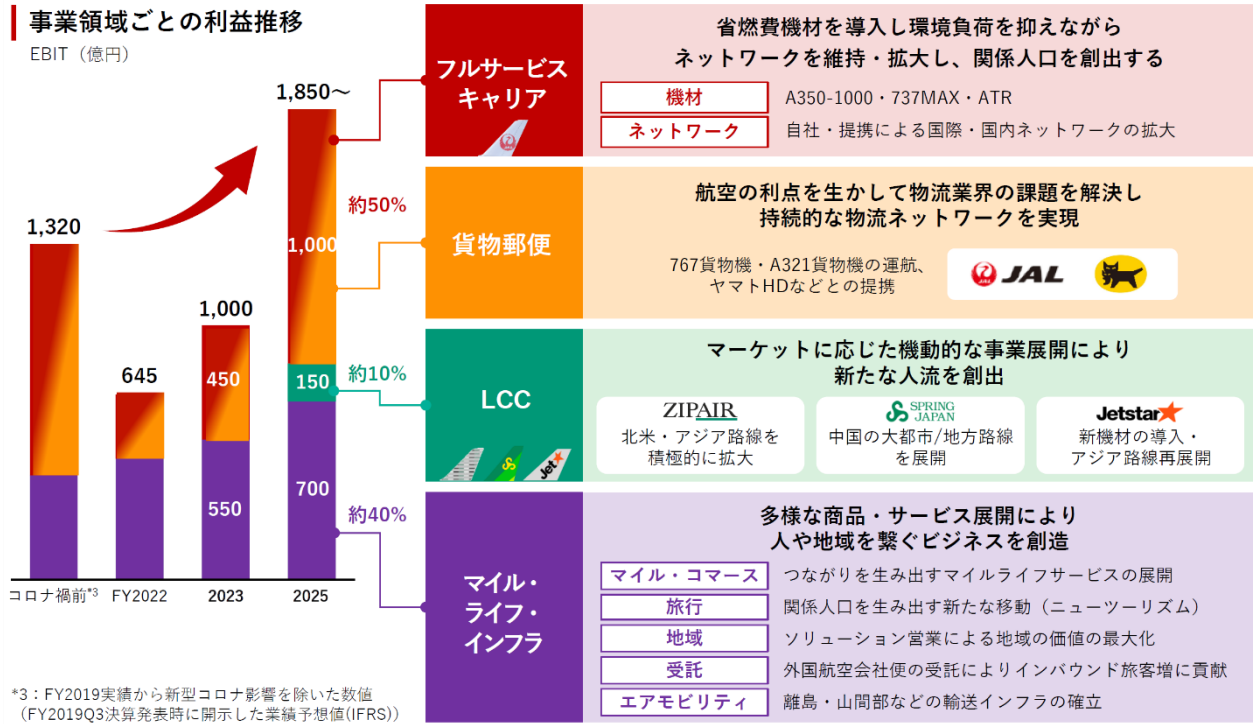 事業領域ごとの利益推移
EBIT（億円）
1,320
645
1,000
450
550
1,850～
1,000
150
700
約50%
約10%
約40%
コロナ禍前*3
FY2022
2023
2025
*3：FY2019実績から新型コロナ影響を除いた数値
（FY2019Q3決算発表時に開示した業績予想値(IFRS)）
フルサービス
キャリア
省燃費機材を導入し環境負荷を抑えながら
ネットワークを維持・拡大し、関係人口を創出する
機材
A350-1000・737MAX・ATR
ネットワーク
自社・提携による国際・国内ネットワークの拡大
貨物郵便
航空の利点を生かして物流業界の課題を解決し
持続的な物流ネットワークを実現
767貨物機・A321貨物機の運航、
ヤマトHDなどとの提携
JAL
JAL
LCC
Jet
マーケットに応じた機動的な事業展開により
新たな人流を創出
ZIPAIR
北米・アジア路線を
積極的に拡大
SPRING
JAPAN
中国の大都市/地方路線
を展開
Jetstar
新機材の導入・
アジア路線再展開
マイル・
ライフ・
インフラ
多様な商品・サービス展開により
人や地域を繋ぐビジネスを創造
マイル・コマース
つながりを生み出すマイルライフサービスの展開
旅行
関係人口を生み出す新たな移動（ニューツーリズム）
地域
ソリューション営業による地域の価値の最大化
受託
外国航空会社便の受託によりインバウンド旅客増に貢献
エアモビリティ
離島・山間部などの輸送インフラの確立